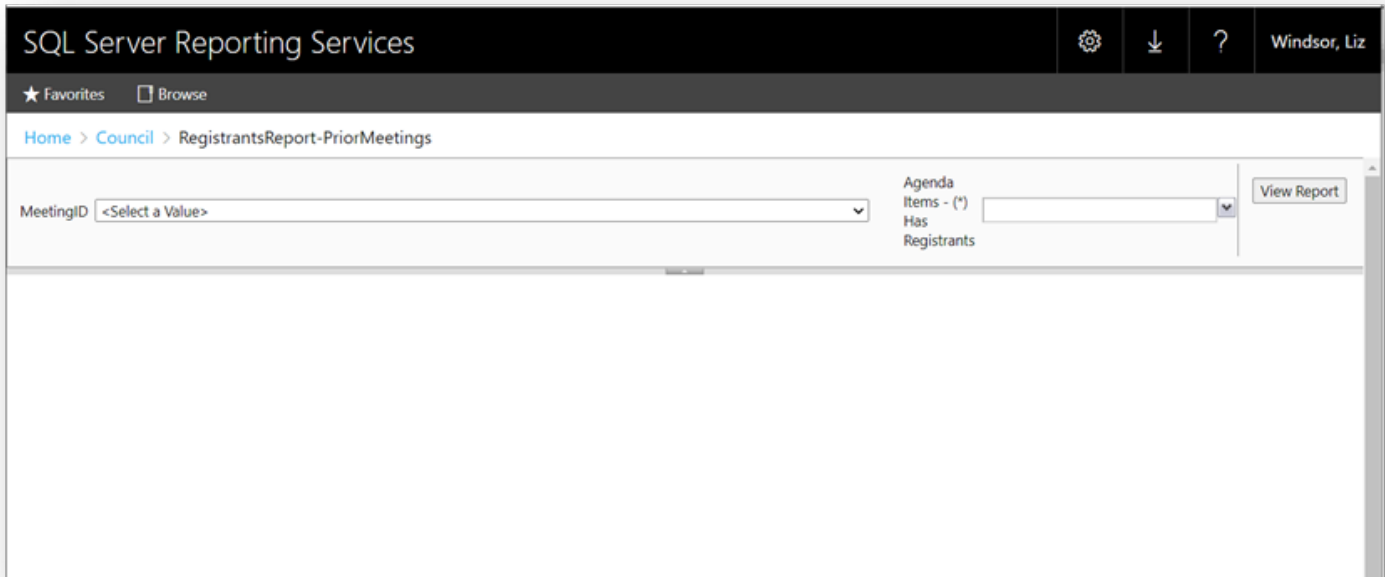 SQL Server Reporting Services
?
Windsor, Liz
Favorites
Browse
Home > Council > RegistrantsReport-PriorMeetings
MeetingID
<Select a Value>
Agenda
Items - (*)
Has
Registrants
View Report